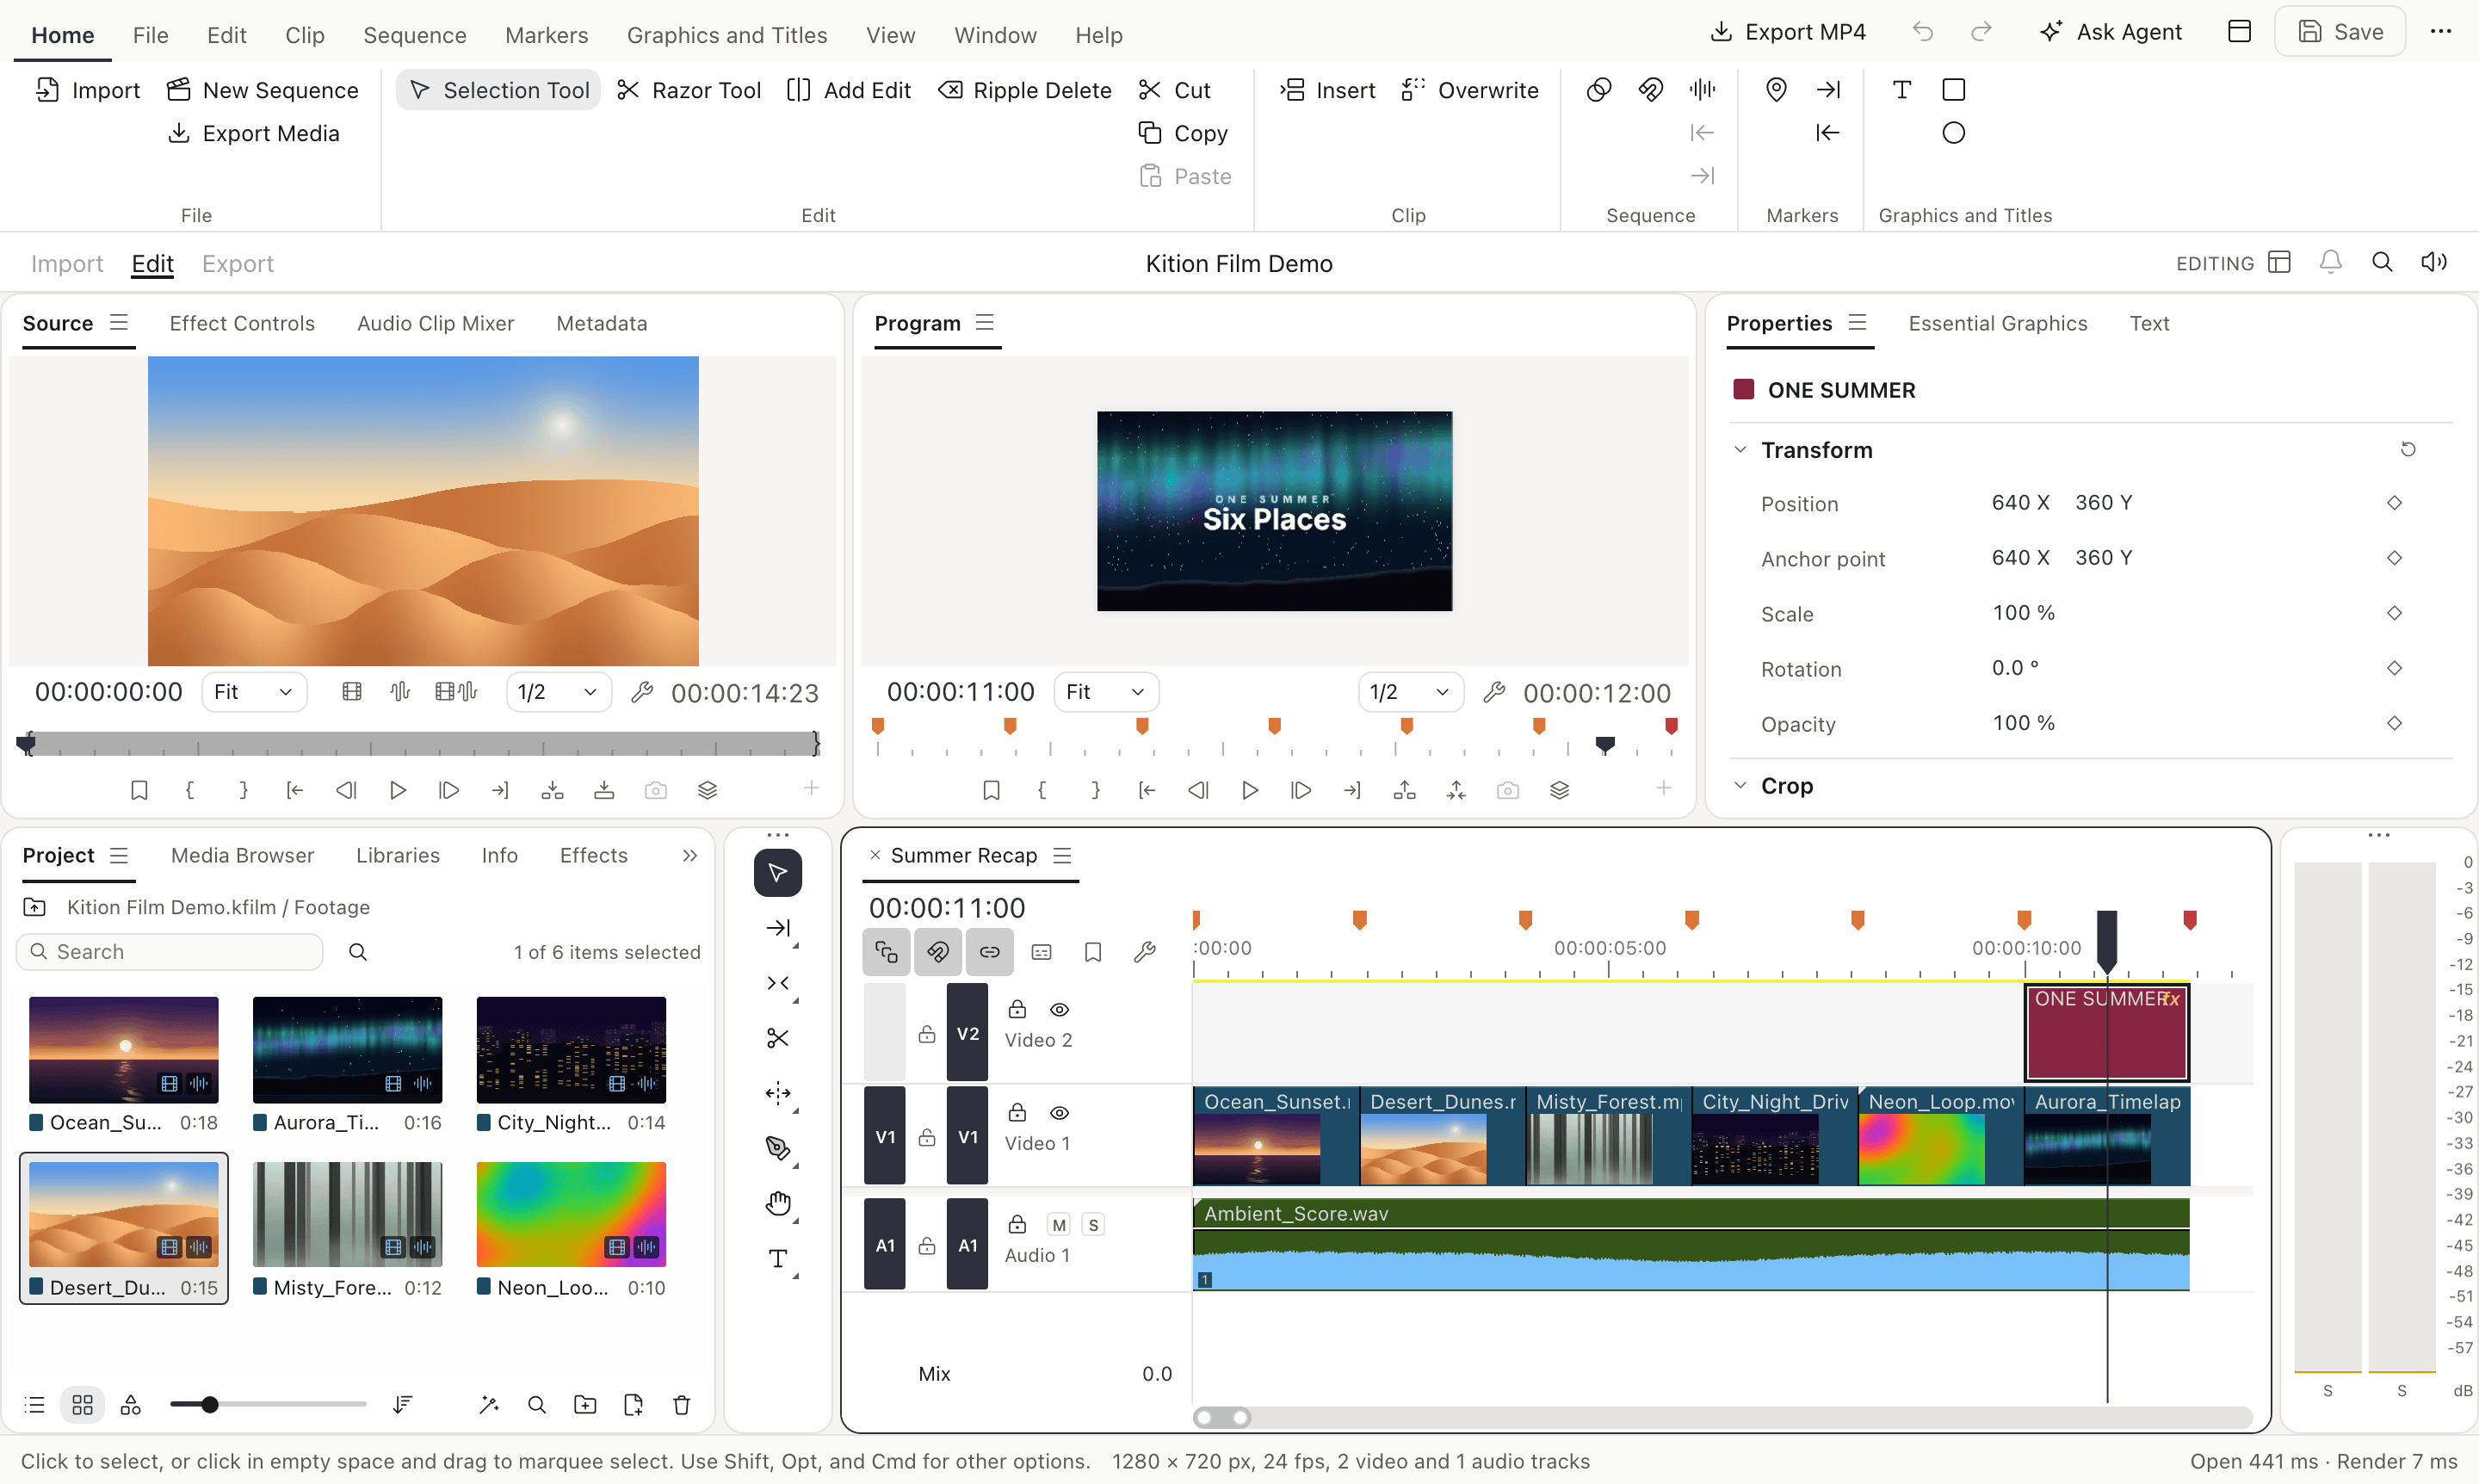 Home File Edit Clip Sequence Markers Graphics and Titles View Window Help Export MP4 Ask Agent Save
Import New Sequence Selection Tool Razor Tool Add Edit Ripple Delete Cut Insert Overwrite
Export Media Copy
Paste
File Edit Clip Sequence Markers Graphics and Titles
Import Edit Export Kition Film Demo EDITING
Source Effect Controls Audio Clip Mixer Metadata
00:00:00:00 Fit 1/2 00:00:14:23
Program
ONE SUMMER
Six Places
00:00:11:00 Fit 1/2 00:00:12:00
Properties Essential Graphics Text
ONE SUMMER
Transform
Position 640 X 360 Y
Anchor point 640 X 360 Y
Scale 100 %
Rotation 0.0 °
Opacity 100 %
Crop
Project Media Browser Libraries Info Effects
Kition Film Demo.kfilm / Footage
Search 1 of 6 items selected
Ocean_Su... 0:18 Aurora_Ti... 0:16 City_Night... 0:14
Desert_Du... 0:15 Misty_Fore... 0:12 Neon_Loo... 0:10
Summer Recap
00:00:11:00
:00:00 00:00:05:00 00:00:10:00
V2 Video 2 ONE SUMMER fx
V1 V1 Video 1 Ocean_Sunset. Desert_Dunes. Misty_Forest.m City_Night_Driv Neon_Loop.mov Aurora_Timelap
A1 A1 M S Audio 1 Ambient_Score.wav
1
Mix 0.0
0
-3
-6
-9
-12
-15
-18
-21
-24
-27
-30
-33
-36
-39
-42
-45
-48
-51
-54
-57
S S dB
Click to select, or click in empty space and drag to marquee select. Use Shift, Opt, and Cmd for other options. 1280 × 720 px, 24 fps, 2 video and 1 audio tracks Open 441 ms · Render 7 ms